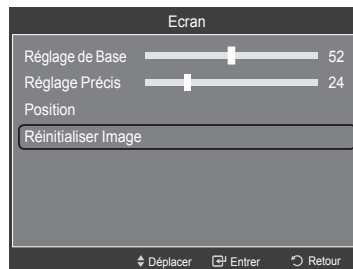 Ecran
Réglage de Base 52
Réglage Précis 24
Position
Réinitialiser Image
Déplacer Entrer Retour